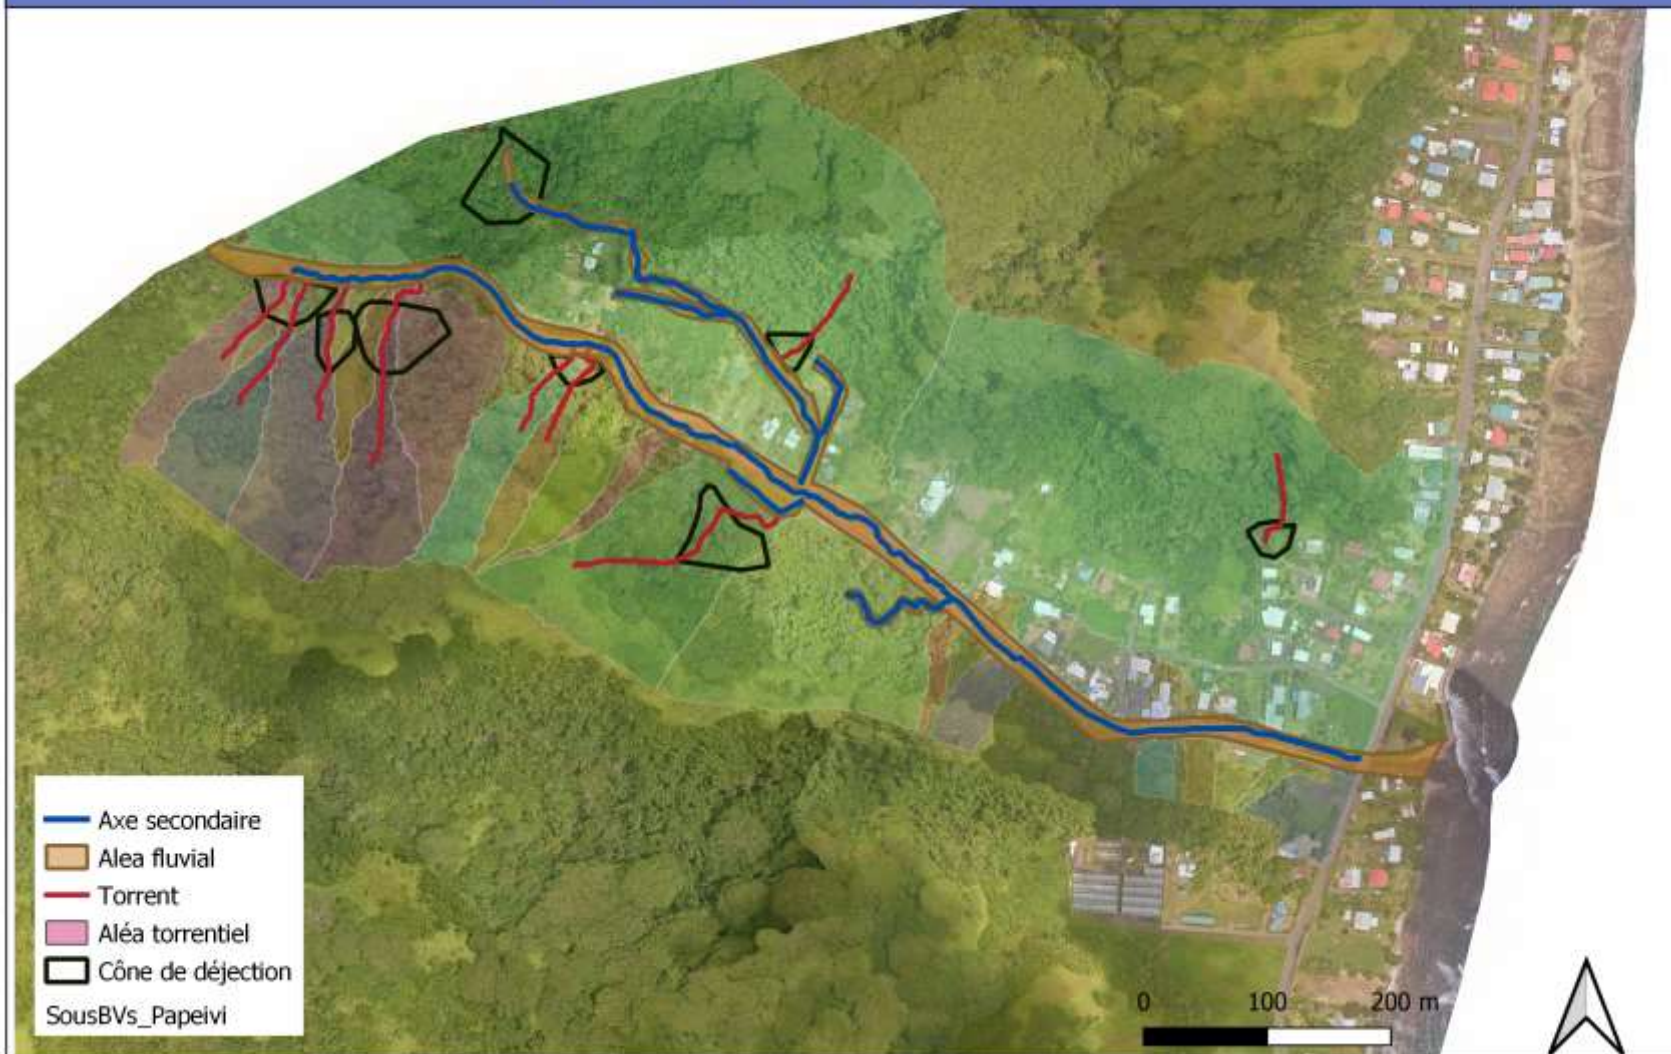 Axe secondaire
Alea fluvial
Torrent
Aléa torrentiel
Cône de déjection
SousBVs_Papeivi
0 100 200 m